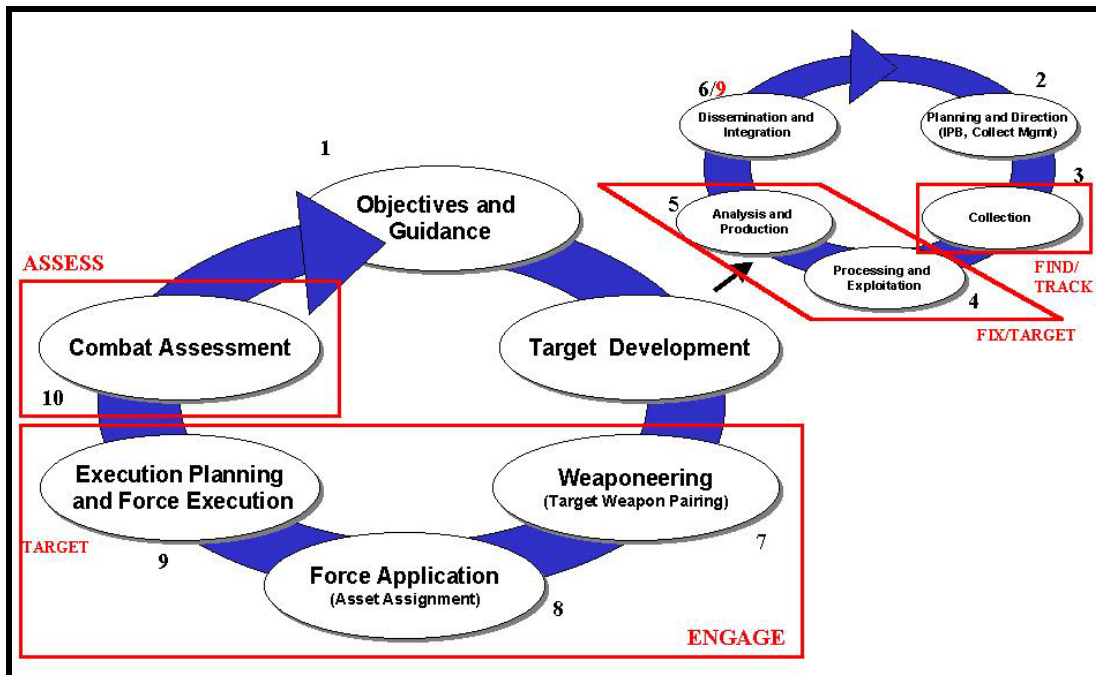 6/9
2
Dissemination and
Integration
Planning and Direction
(IPB, Collect Mgmt)
1
3
Objectives and
Guidance
5
Analysis and
Production
Collection
ASSESS
Processing and
Exploitation
FIND/
TRACK
4
FIX/TARGET
Combat Assessment
Target  Development
10
Execution Planning
and Force Execution
Weaponeering
(Target Weapon Pairing)
TARGET
9
7
Force Application
(Asset Assignment)
8
ENGAGE